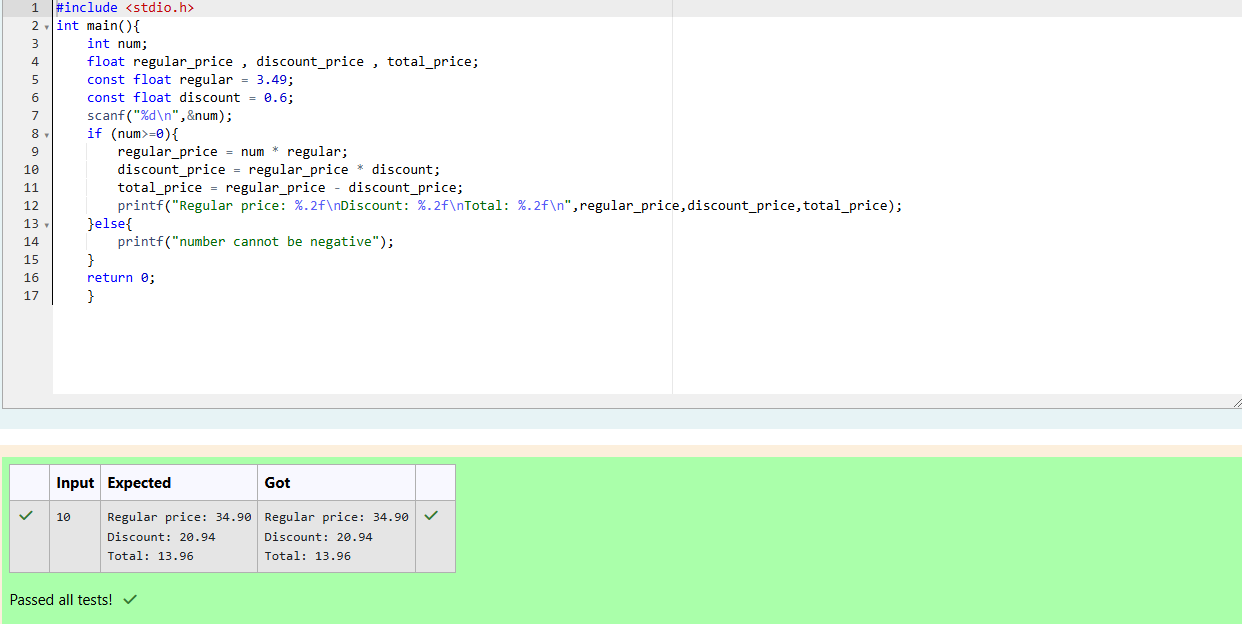 1 #include <stdio.h>
2 int main(){
3     int num;
4     float regular_price , discount_price , total_price;
5     const float regular = 3.49;
6     const float discount = 0.6;
7     scanf("%d\n",&num);
8     if (num>=0){
9         regular_price = num * regular;
10         discount_price = regular_price * discount;
11         total_price = regular_price - discount_price;
12         printf("Regular price: %.2f\nDiscount: %.2f\nTotal: %.2f\n",regular_price,discount_price,total_price);
13     }else{
14         printf("number cannot be negative");
15     }
16     return 0;
17     }
Input Expected Got
10 Regular price: 34.90 Regular price: 34.90
Discount: 20.94 Discount: 20.94
Total: 13.96 Total: 13.96
Passed all tests!